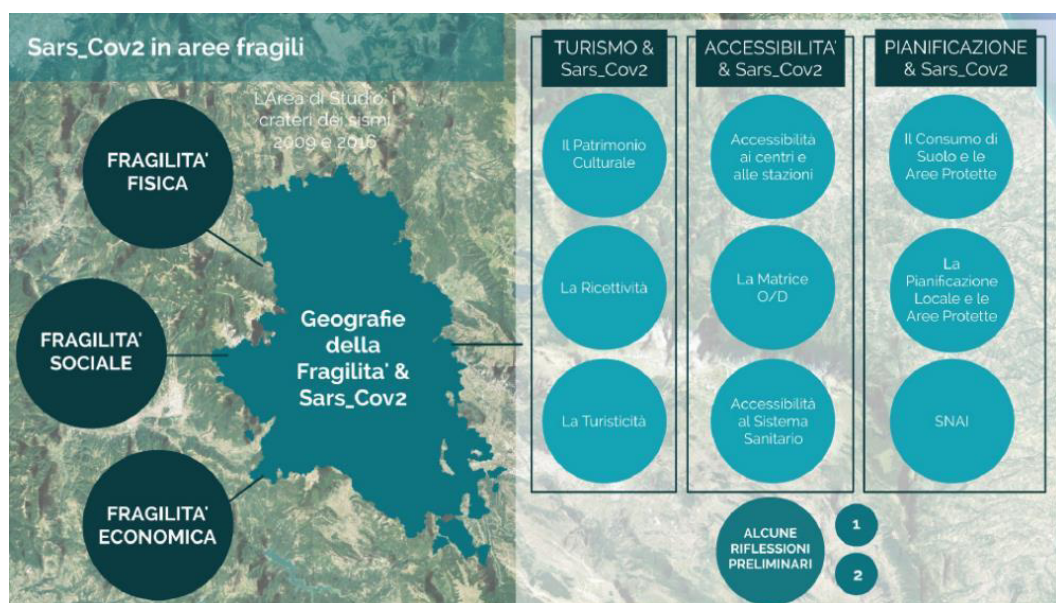 Sars_Cov2 in aree fragili
L'Area di Studio: i
crateri dei sismi
2009 e 2016
FRAGILITA'
FISICA
FRAGILITA'
SOCIALE
FRAGILITA'
ECONOMICA
Geografie
della
Fragilita' &
Sars_Cov2
TURISMO &
Sars_Cov2
Il Patrimonio
Culturale
La Ricettività
La Turisticità
ACCESSIBILITA'
& Sars_Cov2
Accessibilità
ai centri e
alle stazioni
La Matrice
O/D
Accessibilità
al Sistema
Sanitario
PIANIFICAZIONE
& Sars_Cov2
Il Consumo di
Suolo e le
Aree Protette
La
Pianificazione
Locale e le
Aree Protette
SNAI
ALCUNE
RIFLESSIONI
PRELIMINARI
1
2